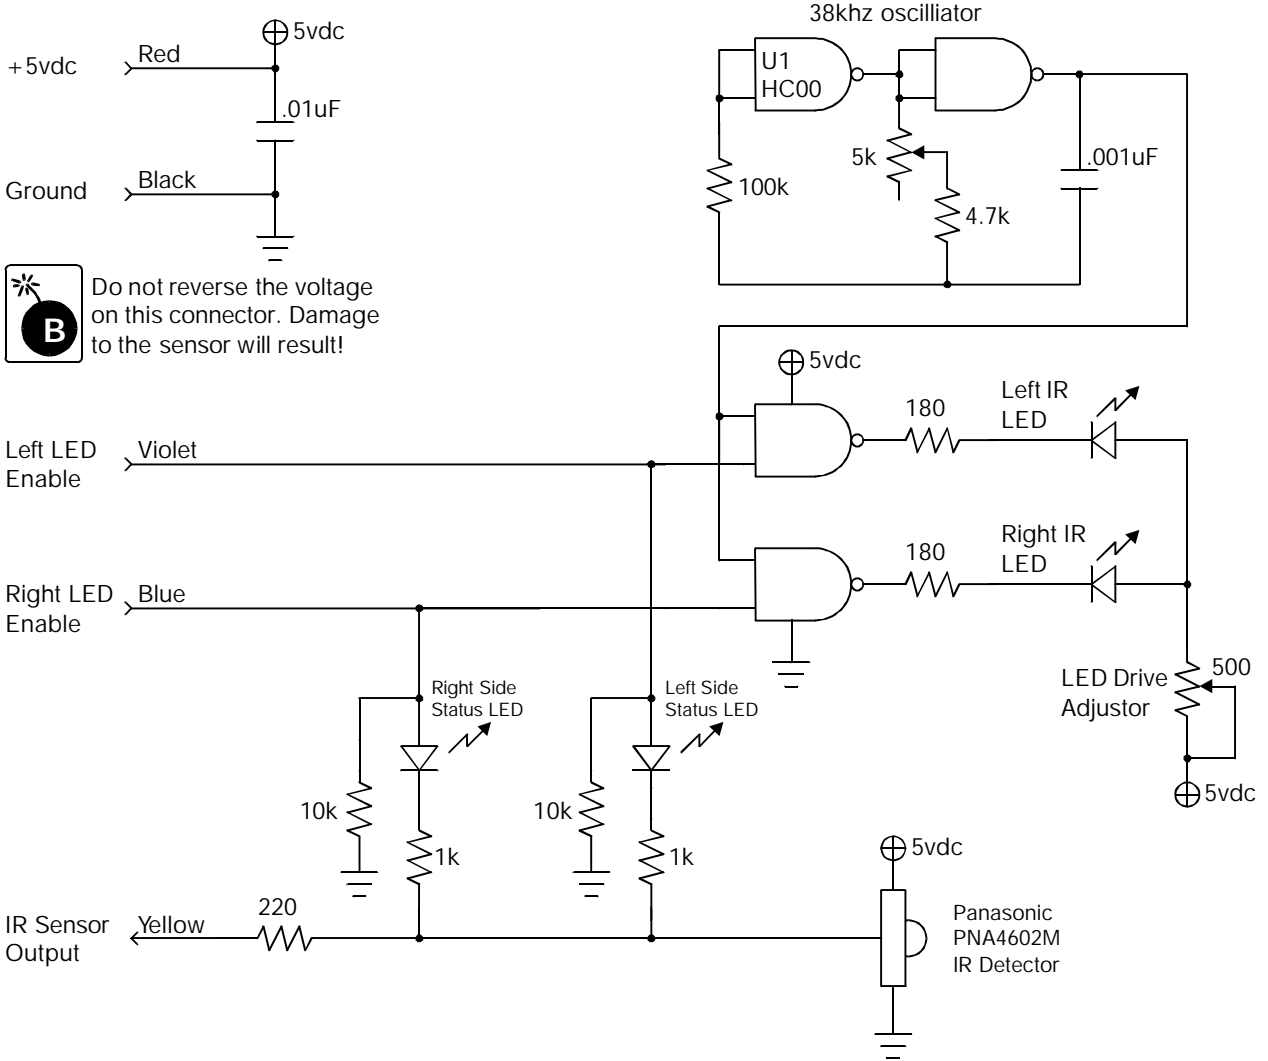 38khz oscilliator
5vdc
+5vdc
Red
.01uF
Ground
Black
U1
HC00
5k
100k
4.7k
.001uF
B
Do not reverse the voltage
on this connector. Damage
to the sensor will result!
5vdc
Left LED
Enable
Violet
180
Left IR
LED
Right LED
Enable
Blue
180
Right IR
LED
Right Side
Status LED
Left Side
Status LED
LED Drive
Adjustor
500
5vdc
10k
1k
10k
1k
5vdc
IR Sensor
Output
Yellow
220
Panasonic
PNA4602M
IR Detector